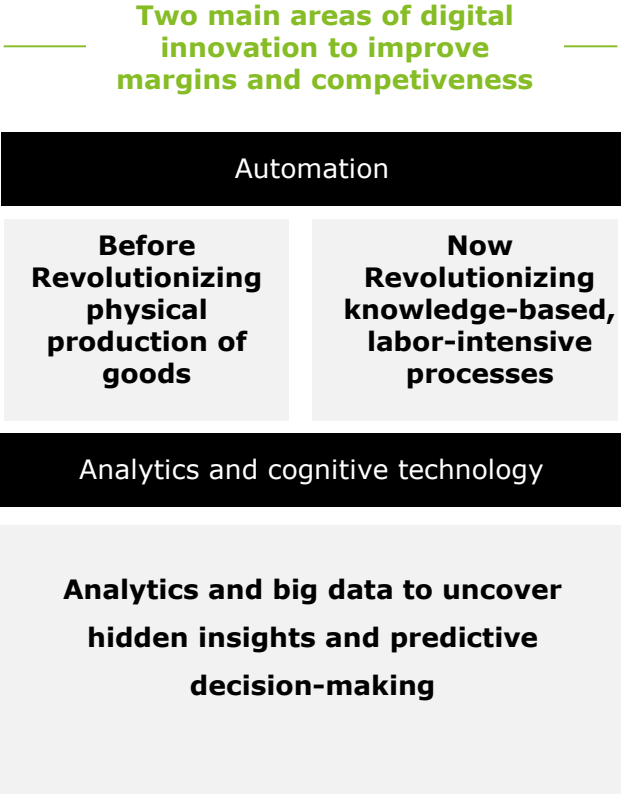 Two main areas of digital
innovation to improve
margins and competiveness
Automation
Before
Revolutionizing
physical
production of
goods
Now
Revolutionizing
knowledge-based,
labor-intensive
processes
Analytics and cognitive technology
Analytics and big data to uncover
hidden insights and predictive
decision-making